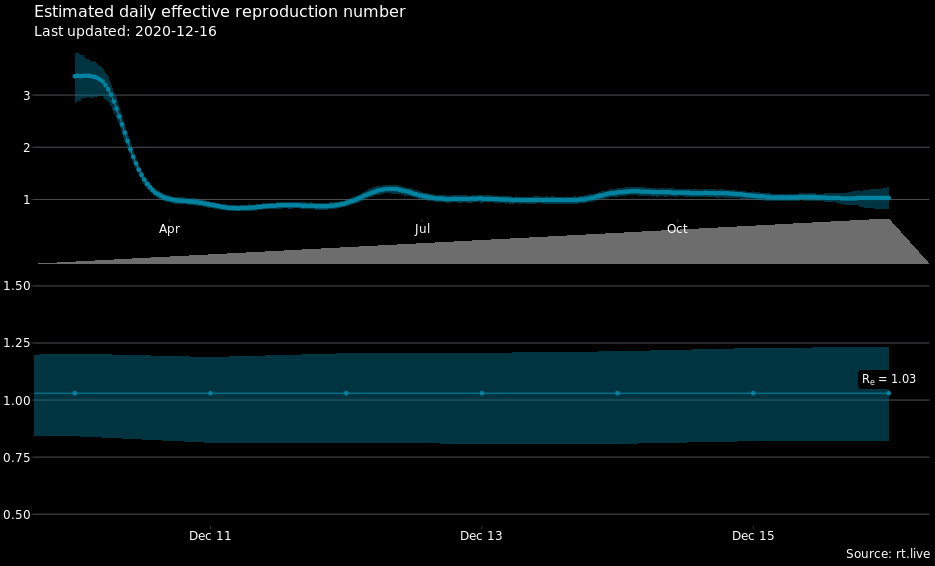 Estimated daily effective reproduction number
Last updated: 2020-12-16
3
2
1
Apr Jul Oct
1.50
1.25
Rₑ = 1.03
1.00
0.75
0.50
Dec 11 Dec 13 Dec 15
Source: rt.live